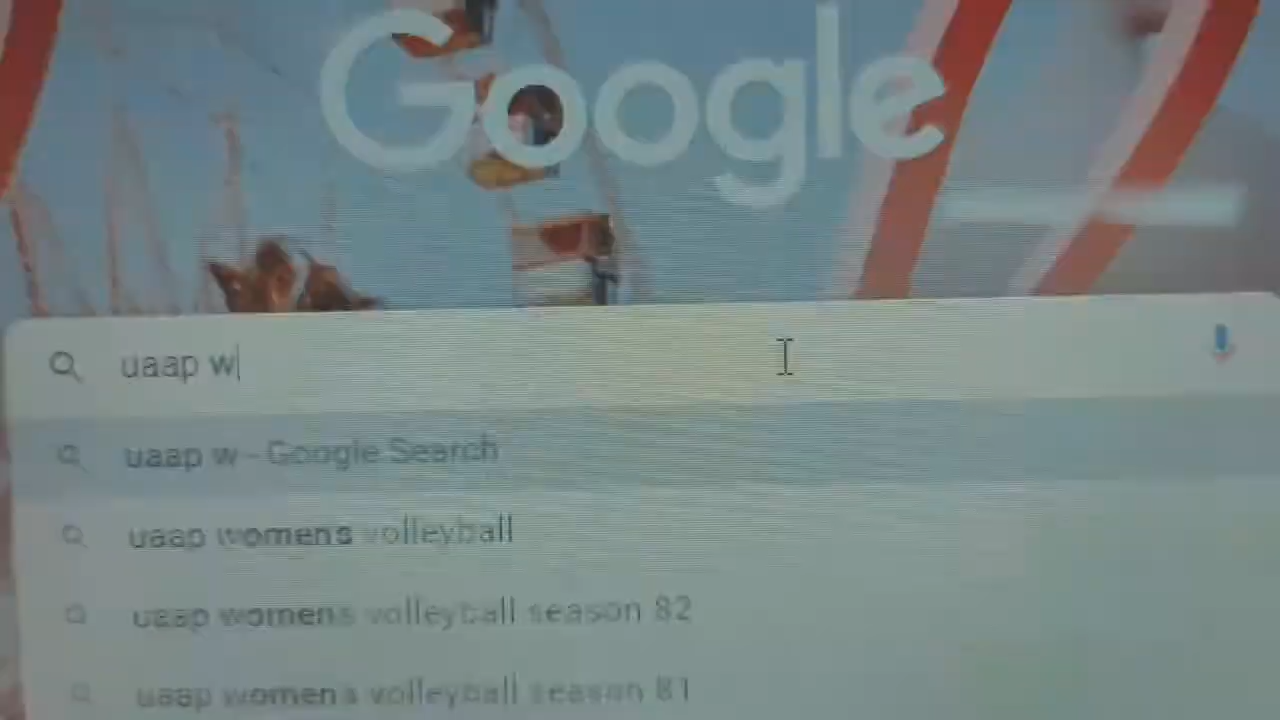 Google
uaap w
uaap w - Google Search
uaap womens volleyball
uaap womens volleyball season 82
uaap womens volleyball season 81